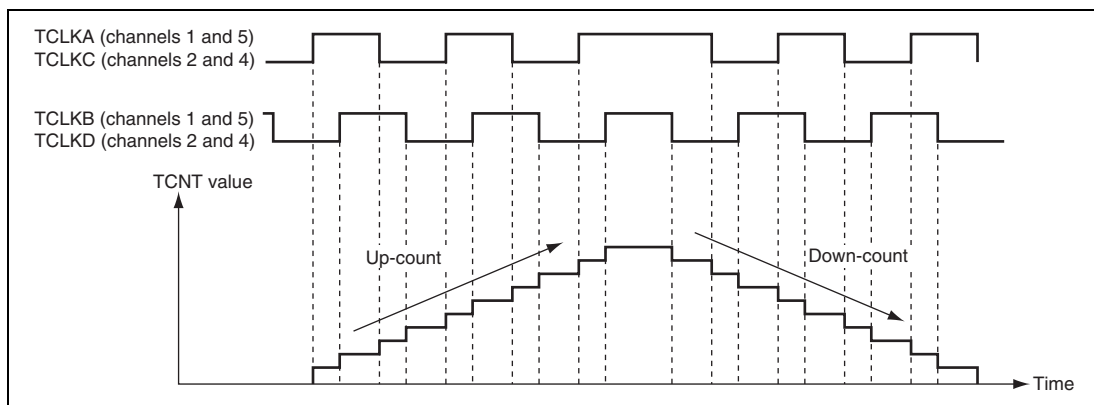 TCLKA (channels 1 and 5)
TCLKC (channels 2 and 4)
TCLKB (channels 1 and 5)
TCLKD (channels 2 and 4)
TCNT value
Up-count
Down-count
Time